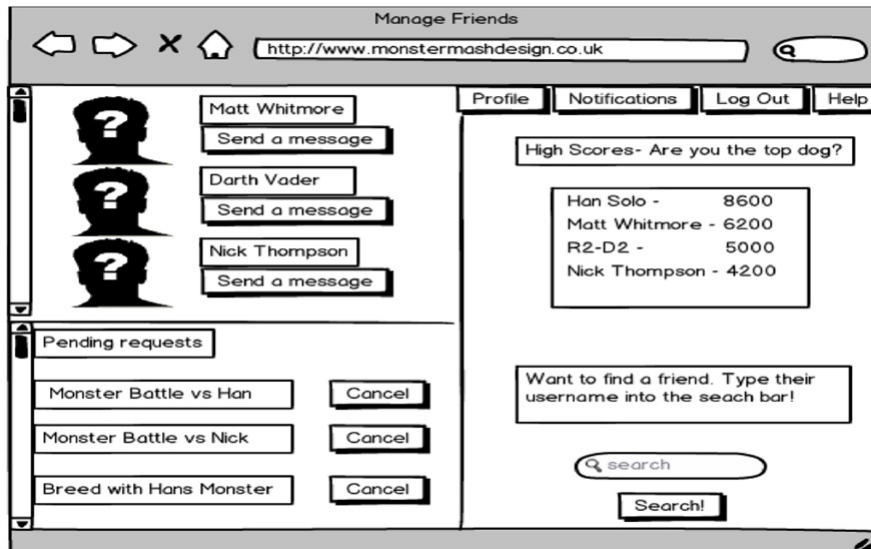 Manage Friends
http://www.monstermashdesign.co.uk
Matt Whitmore
Send a message
Darth Vader
Send a message
Nick Thompson
Send a message
Pending requests
Monster Battle vs Han Cancel
Monster Battle vs Nick Cancel
Breed with Hans Monster Cancel
Profile Notifications Log Out Help
High Scores- Are you the top dog?
Han Solo - 8600
Matt Whitmore - 6200
R2-D2 - 5000
Nick Thompson - 4200
Want to find a friend. Type their
username into the seach bar!
search
Search!